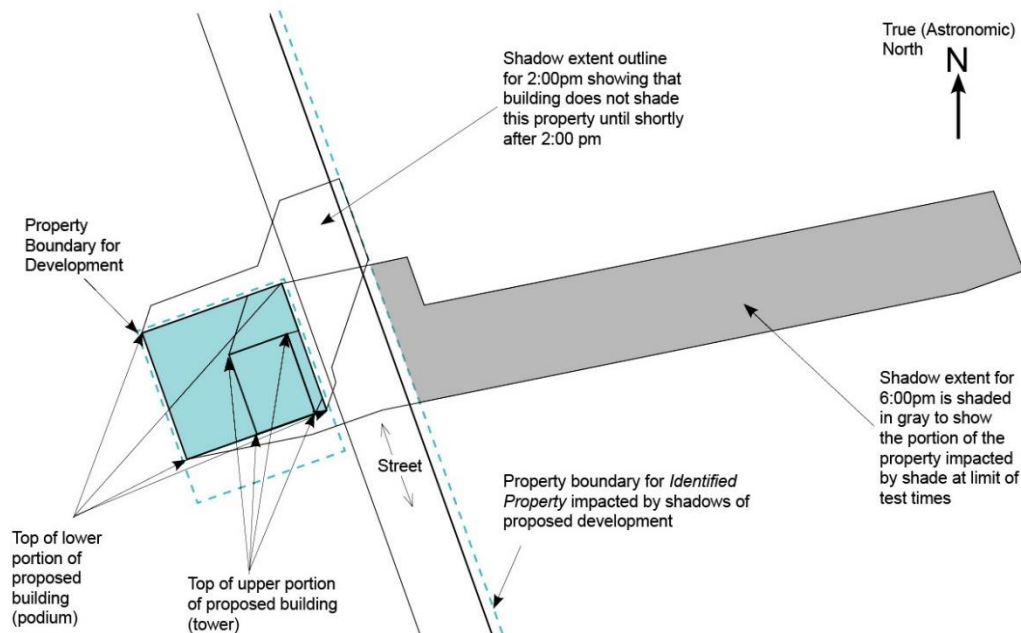 True (Astronomic)
North
N
Shadow extent outline
for 2:00pm showing that
building does not shade
this property until shortly
after 2:00 pm
Property
Boundary for
Development
Shadow extent for
6:00pm is shaded
in gray to show
the portion of the
property impacted
by shade at limit of
test times
Street
Property boundary for Identified
Property impacted by shadows of
proposed development
Top of lower
portion of
proposed
building
(podium)
Top of upper portion
of proposed building
(tower)